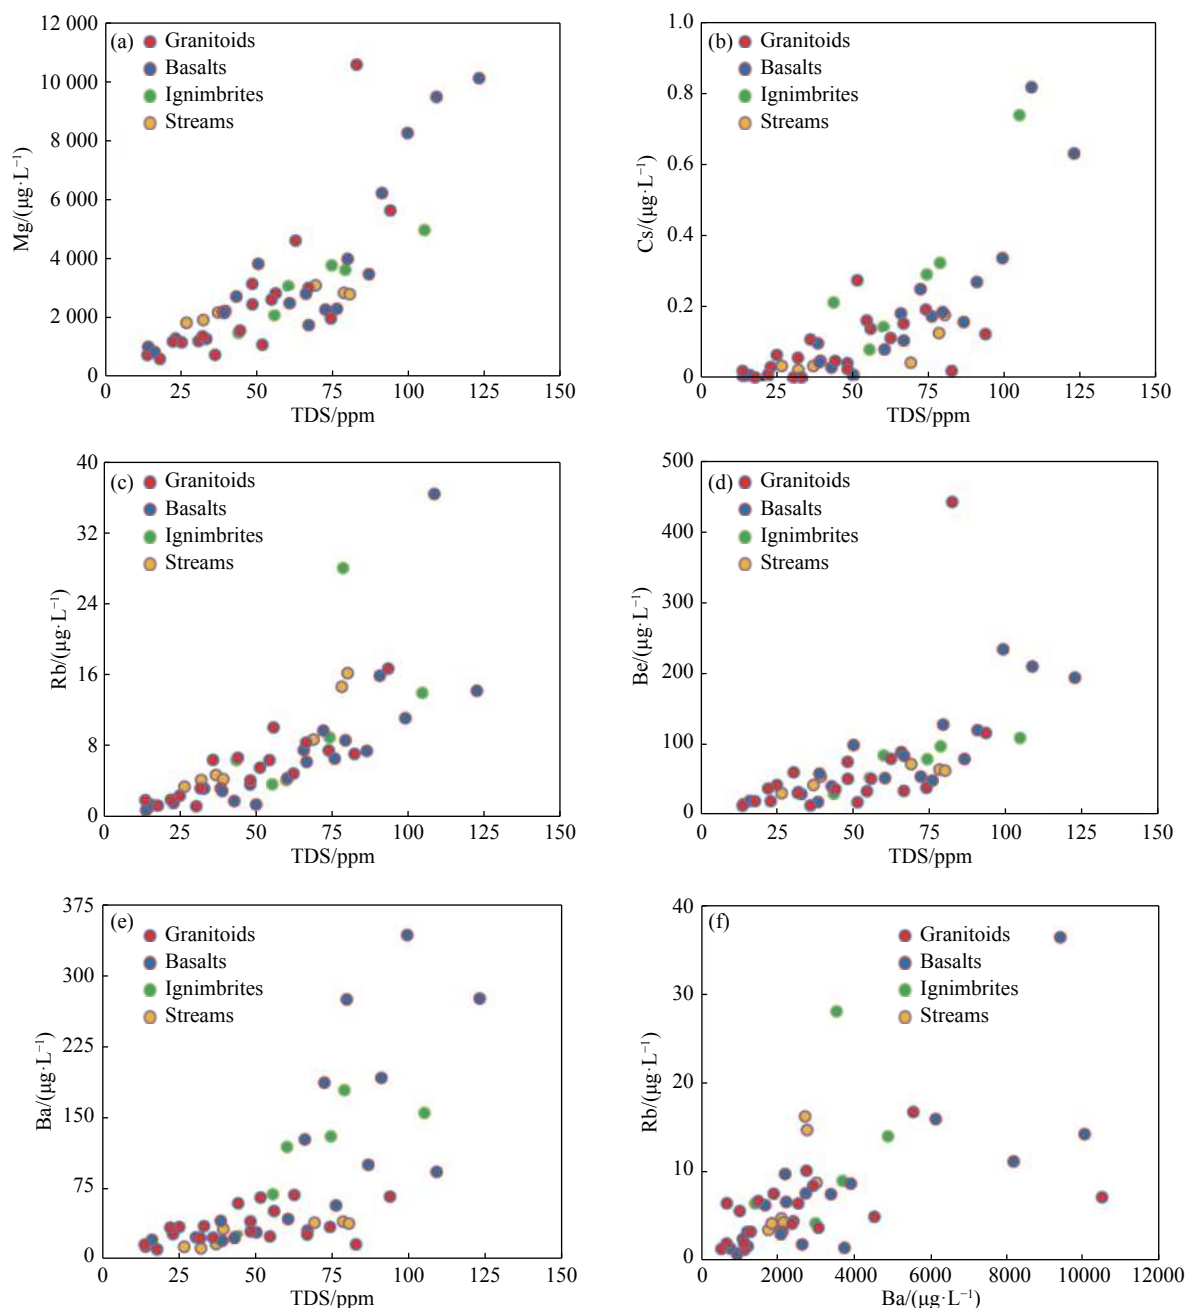 (a)
Granitoids
Basalts
Ignimbrites
Streams
12 000
10 000
8 000
6 000
4 000
2 000
0
Mg/(μg·L⁻¹)
0 25 50 75 100 125 150
TDS/ppm
(b)
Granitoids
Basalts
Ignimbrites
Streams
1.0
0.8
0.6
0.4
0.2
0
Cs/(μg·L⁻¹)
0 25 50 75 100 125 150
TDS/ppm
(c)
Granitoids
Basalts
Ignimbrites
Streams
40
32
24
16
8
0
Rb/(μg·L⁻¹)
0 25 50 75 100 125 150
TDS/ppm
(d)
Granitoids
Basalts
Ignimbrites
Streams
500
400
300
200
100
0
Be/(μg·L⁻¹)
0 25 50 75 100 125 150
TDS/ppm
(e)
Granitoids
Basalts
Ignimbrites
Streams
375
300
225
150
75
0
Ba/(μg·L⁻¹)
0 25 50 75 100 125 150
TDS/ppm
(f)
Granitoids
Basalts
Ignimbrites
Streams
40
30
20
10
0
Rb/(μg·L⁻¹)
0 2000 4000 6000 8000 10000 12000
Ba/(μg·L⁻¹)